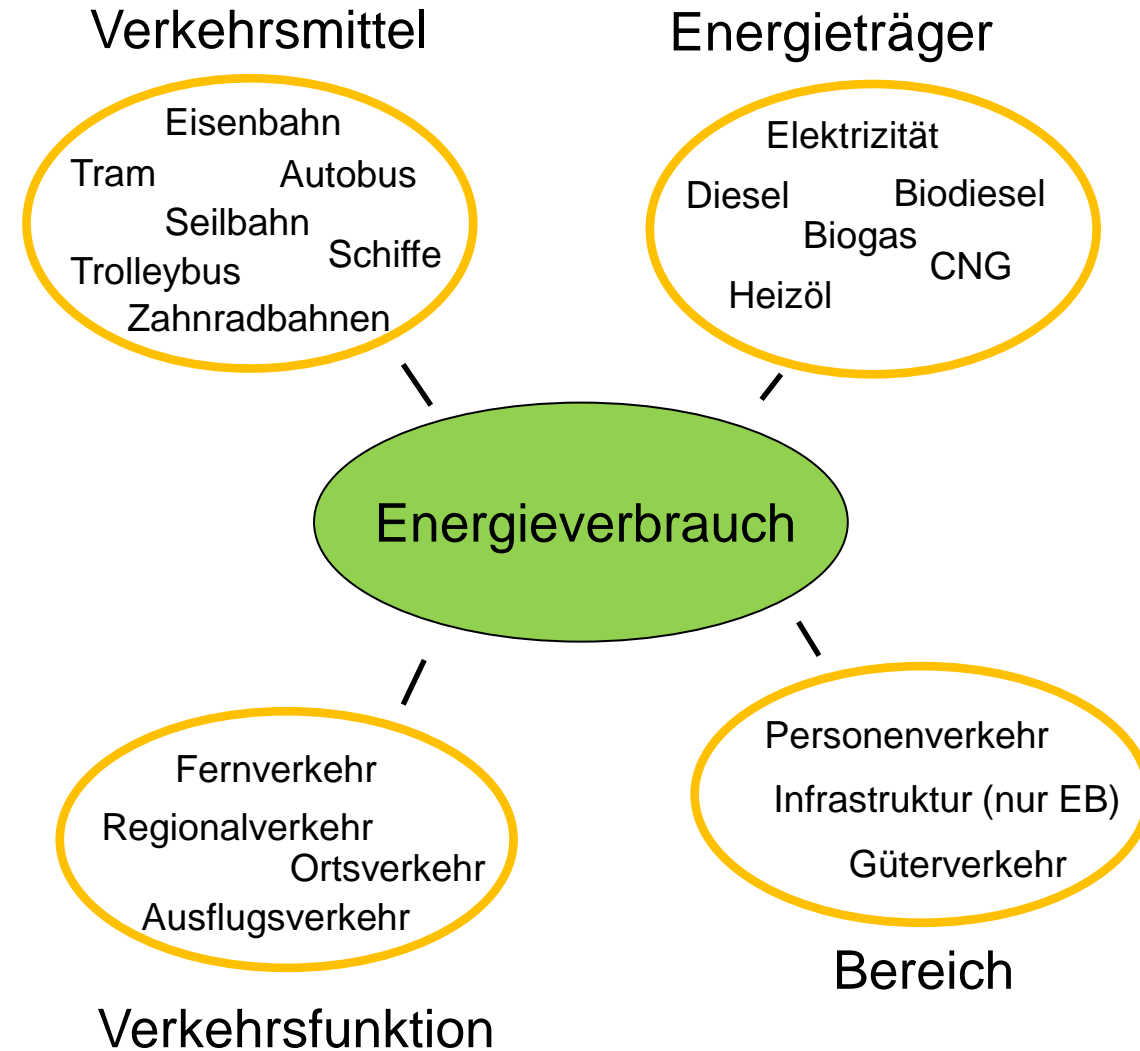 Verkehrsmittel
Eisenbahn
Tram
Autobus
Seilbahn
Schiffe
Trolleybus
Zahnradbahnen
Energieträger
Elektrizität
Diesel
Biodiesel
Biogas
CNG
Heizöl
Energieverbrauch
Fernverkehr
Regionalverkehr
Ortsverkehr
Ausflugsverkehr
Verkehrsfunktion
Personenverkehr
Infrastruktur (nur EB)
Güterverkehr
Bereich